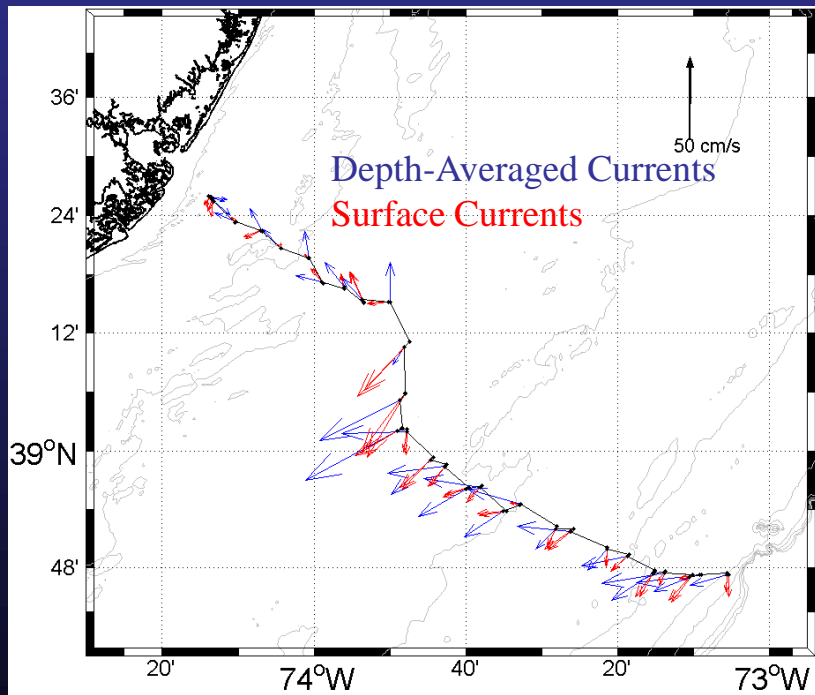 36'
50 cm/s
Depth-Averaged Currents
24'
Surface Currents
12'
39°N
48'
20' 74°W 40' 20' 73°W